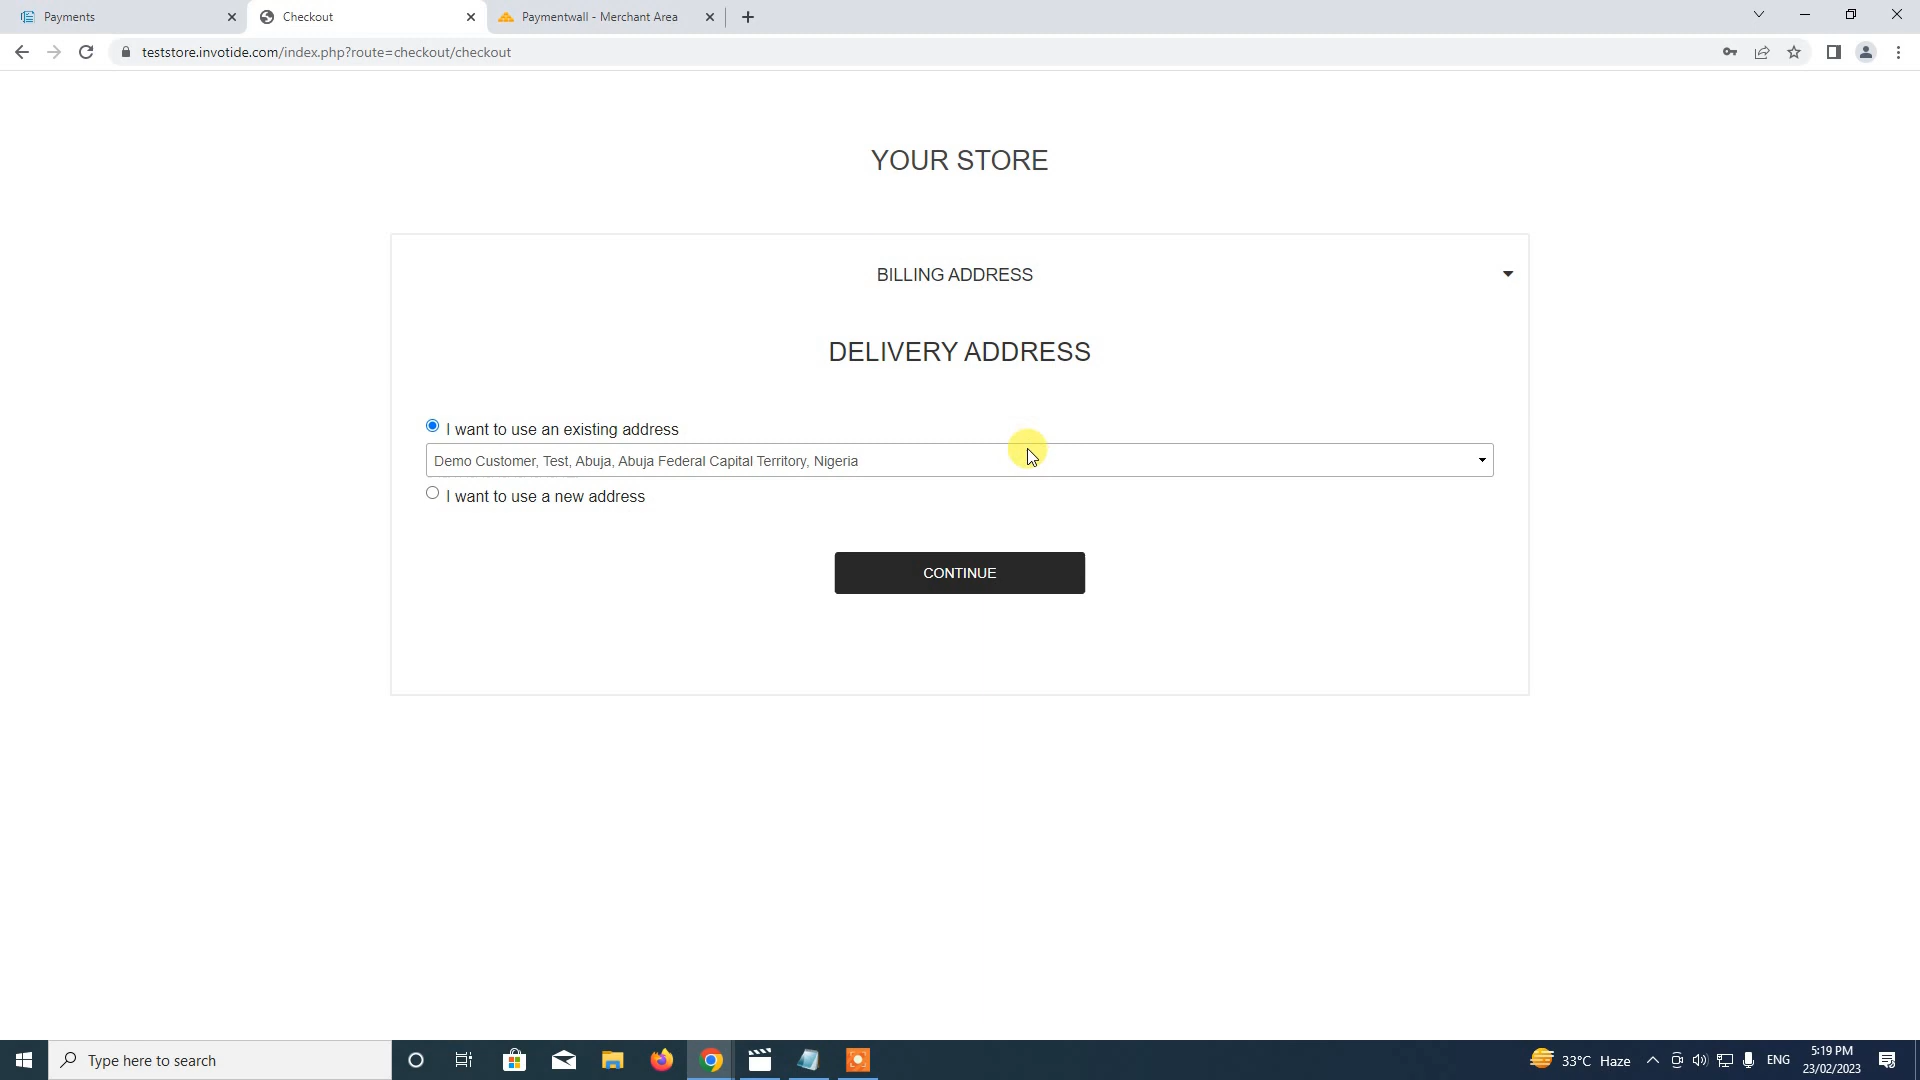 Payments
Checkout
Paymentwall - Merchant Area
teststore.invotide.com/index.php?route=checkout/checkout
YOUR STORE
BILLING ADDRESS
DELIVERY ADDRESS
I want to use an existing address
Demo Customer, Test, Abuja, Abuja Federal Capital Territory, Nigeria
I want to use a new address
CONTINUE
Type here to search
33°C Haze
ENG
5:19 PM
23/02/2023